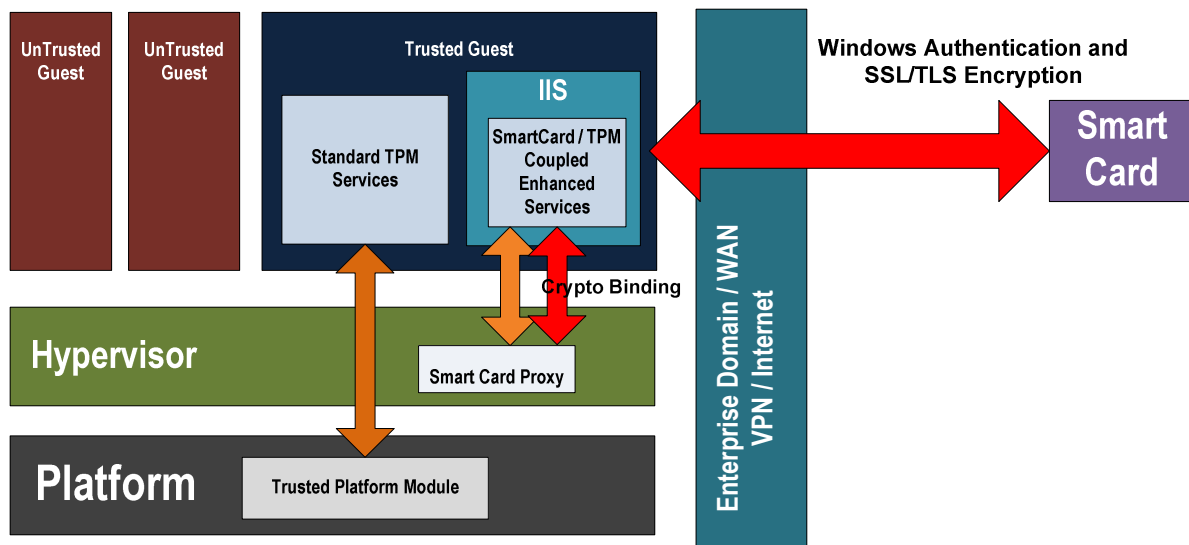 UnTrusted
Guest
UnTrusted
Guest
Trusted Guest
IIS
Standard TPM
Services
SmartCard / TPM
Coupled
Enhanced
Services
Windows Authentication and
SSL/TLS Encryption
Smart
Card
Crypto Binding
Hypervisor
Smart Card Proxy
Enterprise Domain / WAN
VPN / Internet
Platform
Trusted Platform Module